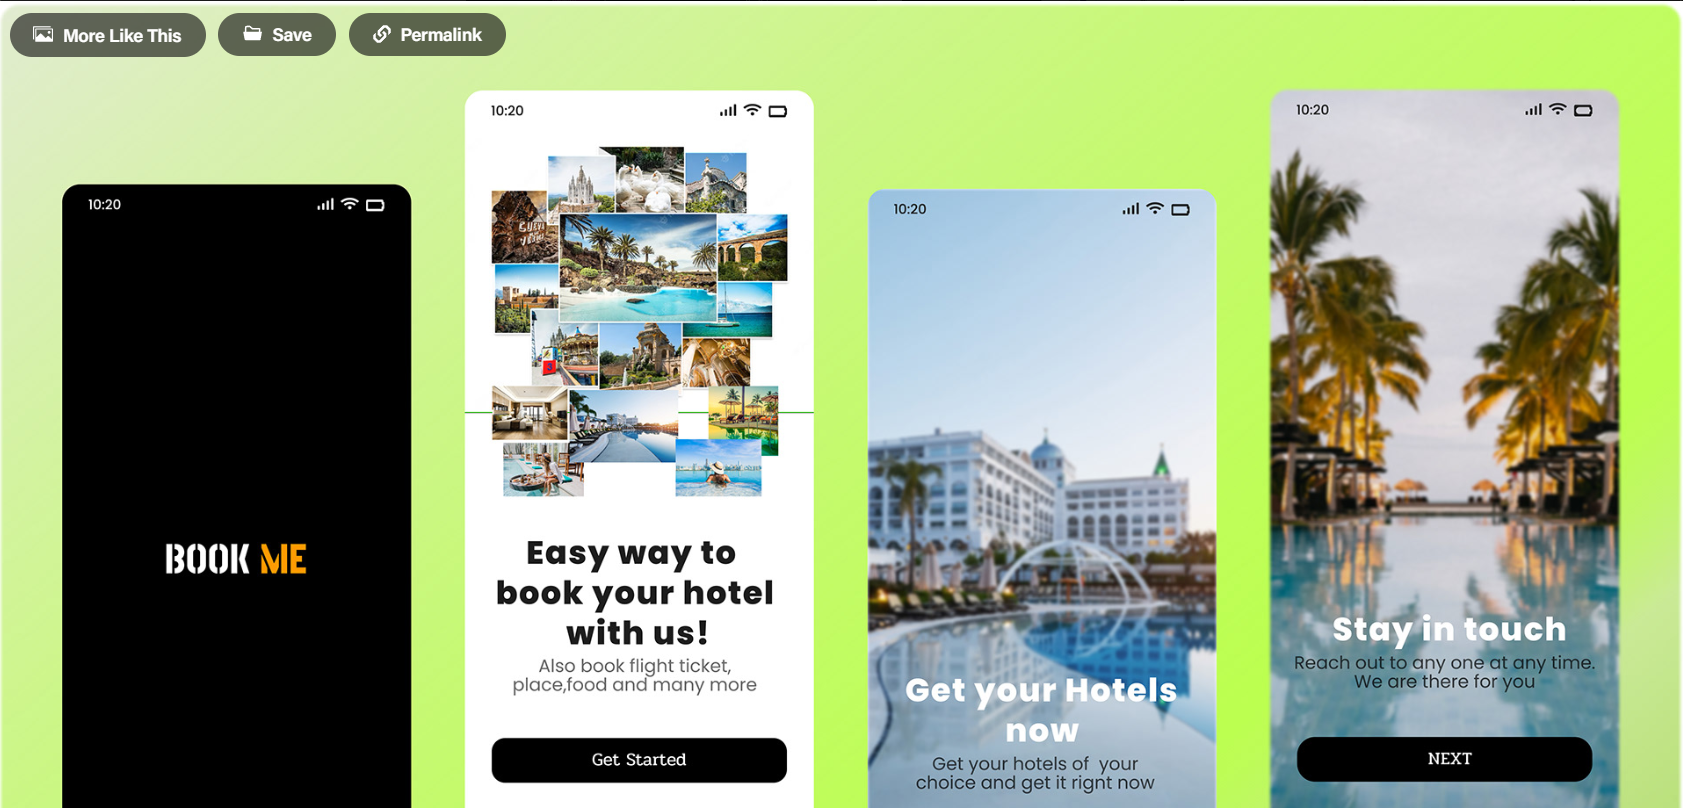 More Like This
Save
Permalink
10:20
BOOK ME
10:20
Easy way to
book your hotel
with us!
Also book flight ticket,
place,food and many more
Get Started
10:20
Get your Hotels
now
Get your hotels of  your
choice and get it right now
10:20
Stay in touch
Reach out to any one at any time.
We are there for you
NEXT